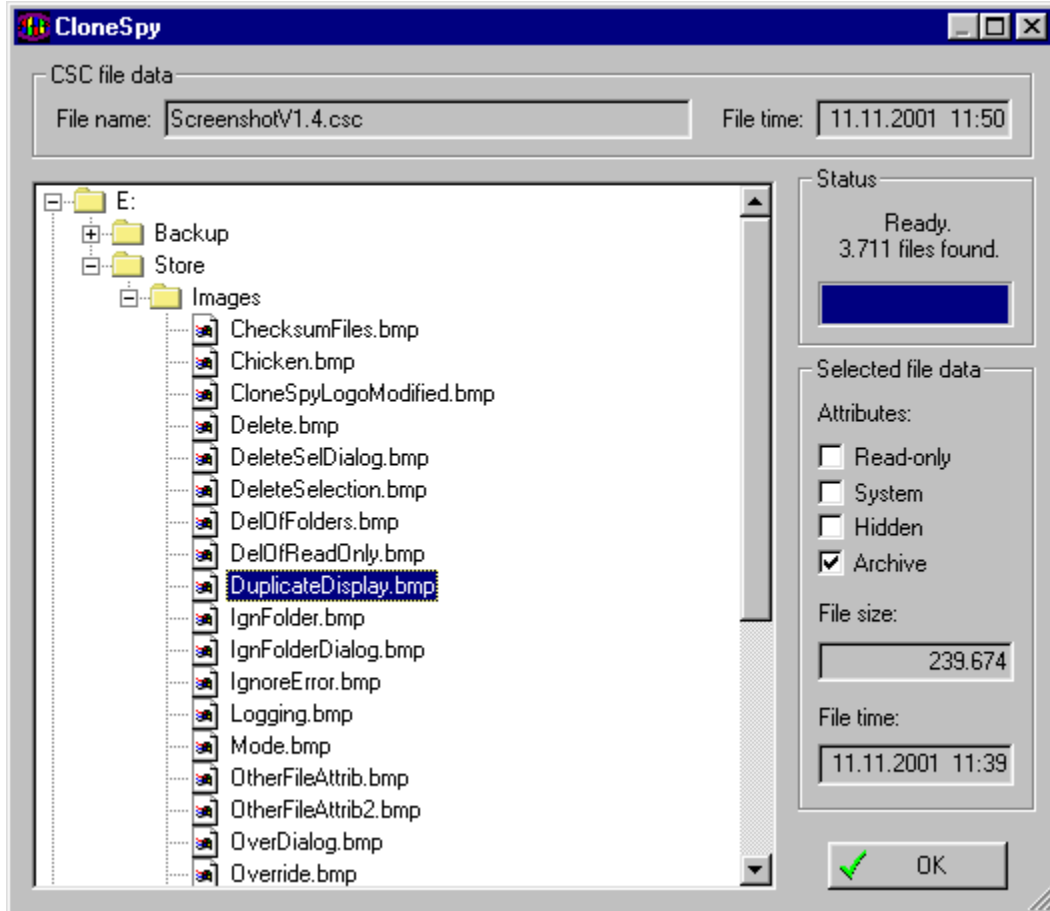 CloneSpy
CSC file data
File name: ScreenshotV1.4.csc File time: 11.11.2001 11:50
E:
Backup
Store
Images
ChecksumFiles.bmp
Chicken.bmp
CloneSpyLogoModified.bmp
Delete.bmp
DeleteSelDialog.bmp
DeleteSelection.bmp
DelOfFolders.bmp
DelOfReadOnly.bmp
DuplicateDisplay.bmp
IgnFolder.bmp
IgnFolderDialog.bmp
IgnoreError.bmp
Logging.bmp
Mode.bmp
OtherFileAttrib.bmp
OtherFileAttrib2.bmp
OverDialog.bmp
Override.bmp
Status
Ready.
3.711 files found.
Selected file data
Attributes:
Read-only
System
Hidden
Archive
File size:
239.674
File time:
11.11.2001 11:39
OK